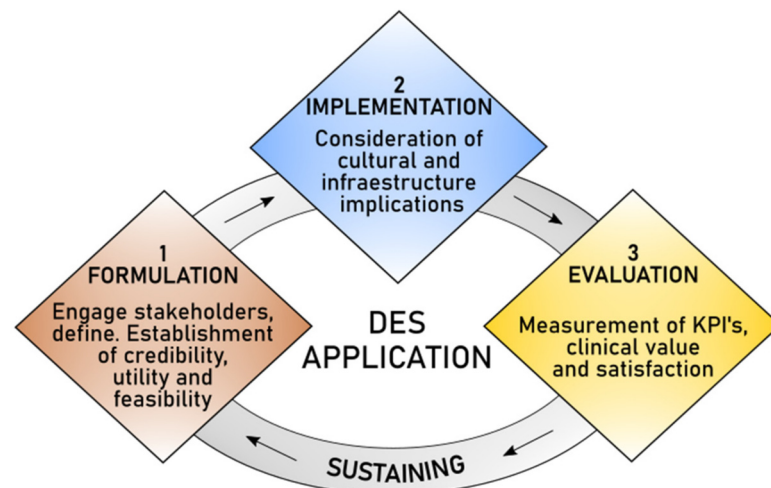 2
IMPLEMENTATION
Consideration of
cultural and
infraestructure
implications
1
FORMULATION
Engage stakeholders,
define. Establishment
of credibility,
utility and
feasibility
3
EVALUATION
Measurement of KPI's,
clinical value
and satisfaction
DES
APPLICATION
SUSTAINING